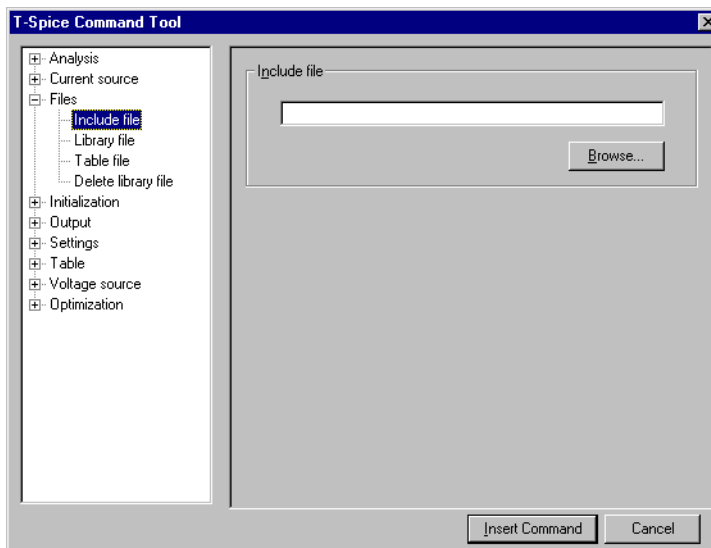 T-Spice Command Tool
Analysis
Current source
Files
Include file
Library file
Table file
Delete library file
Initialization
Output
Settings
Table
Voltage source
Optimization
Include file
Browse...
Insert Command
Cancel